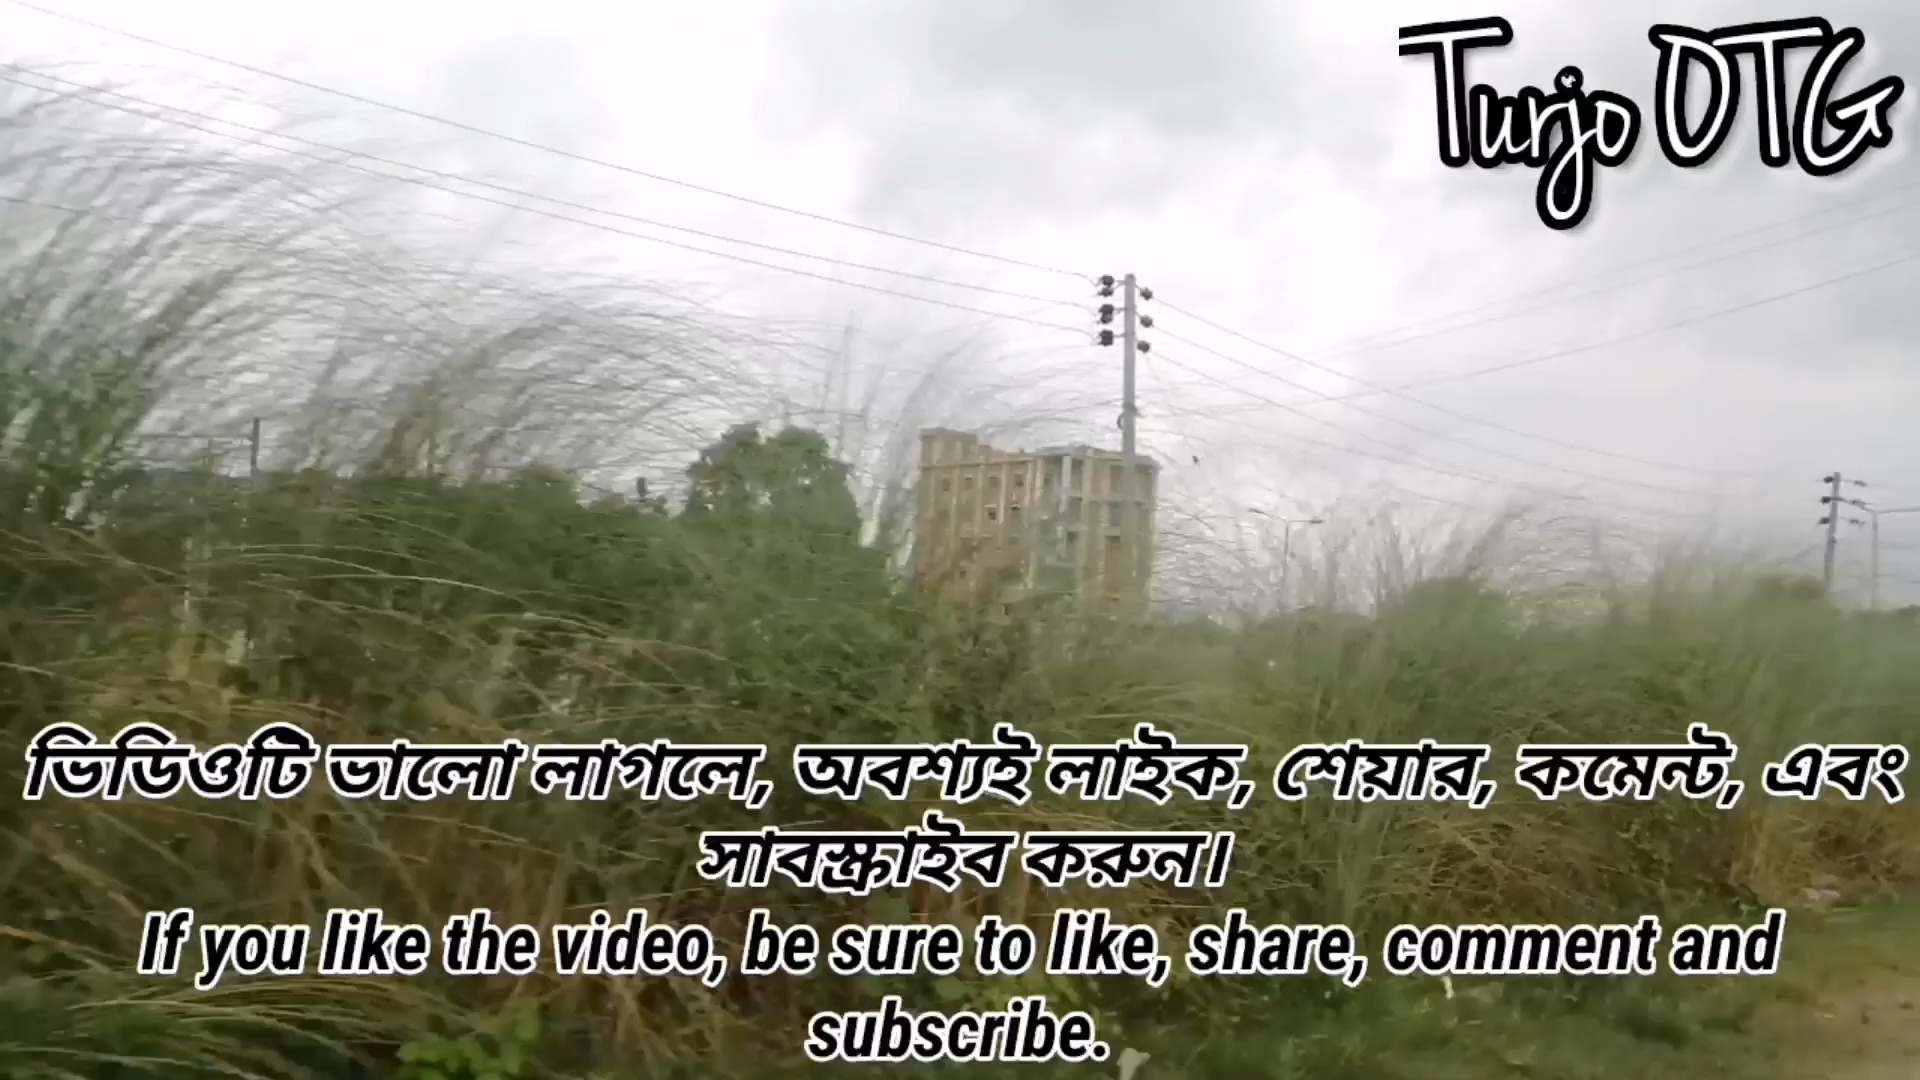 Turjo OTG
ভিডিওটি ভালো লাগলে, অবশ্যই লাইক, শেয়ার, কমেন্ট, এবং
সাবস্ক্রাইব করুন।
If you like the video, be sure to like, share, comment and
subscribe.